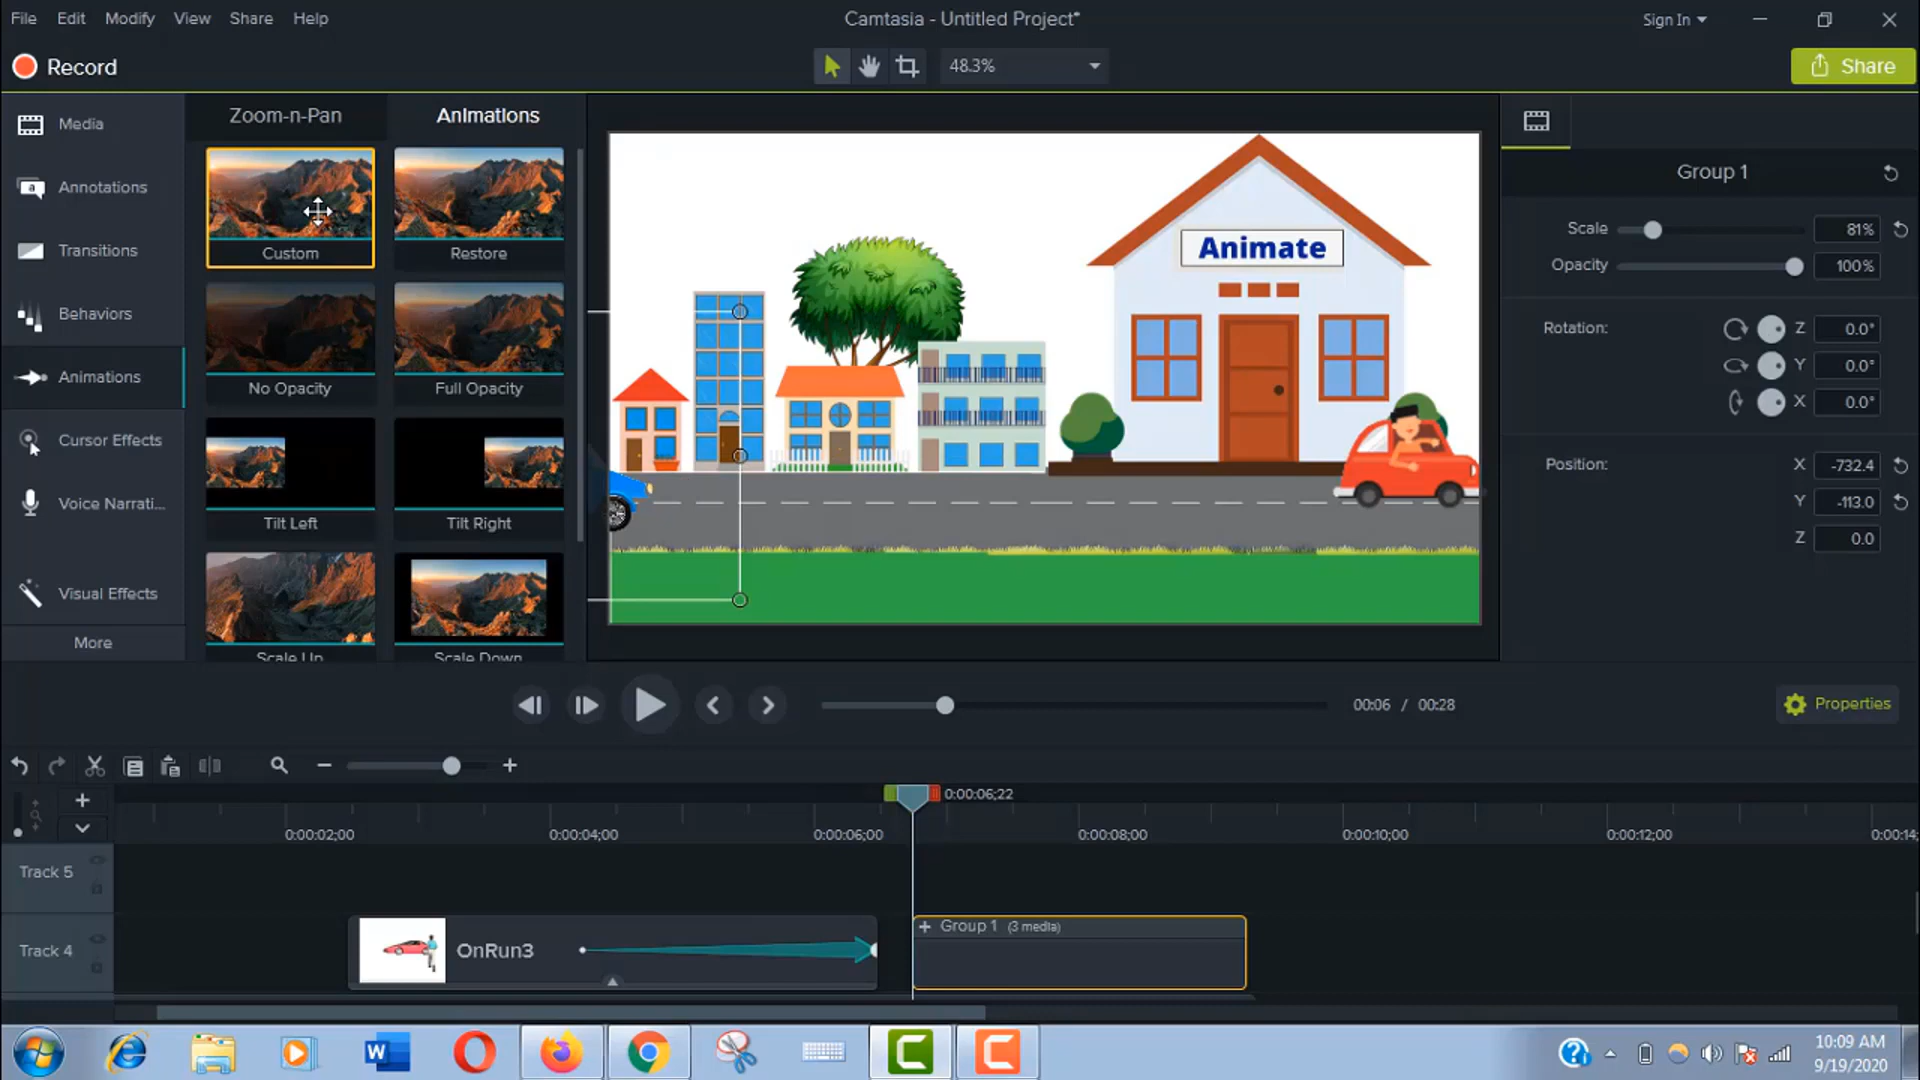 File Edit Modify View Share Help
Camtasia - Untitled Project*
Sign In
Record
48.3%
Share
Media
Annotations
Transitions
Behaviors
Animations
Cursor Effects
Voice Narrati...
Visual Effects
More
Zoom-n-Pan
Animations
Custom
Restore
No Opacity
Full Opacity
Tilt Left
Tilt Right
Scale Up
Scale Down
Animate
Group 1
Scale 81%
Opacity 100%
Rotation: Z 0.0°
Y 0.0°
X 0.0°
Position: X -732.4
Y -113.0
Z 0.0
00:06 / 00:28
Properties
0:00:06;22
0:00:02;00 0:00:04;00 0:00:06;00 0:00:08;00 0:00:10;00 0:00:12;00 0:00:14;
Track 5
Track 4
OnRun3
+ Group 1 (3 media)
10:09 AM
9/19/2020